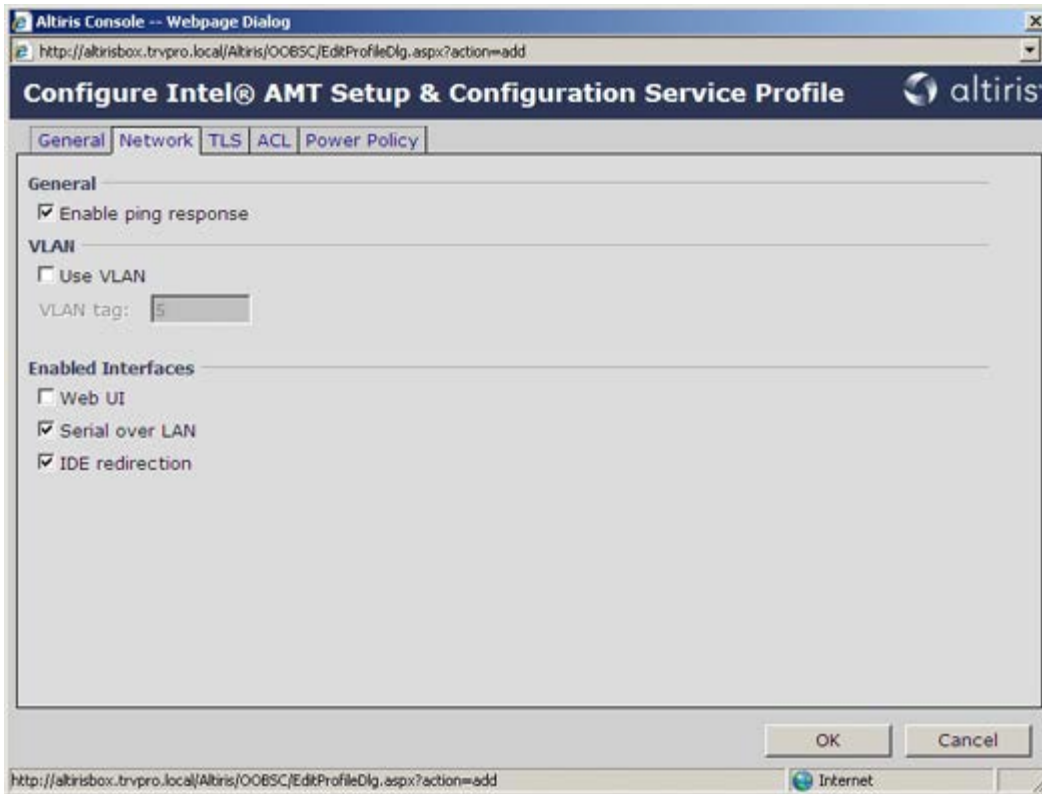 Altiris Console -- Webpage Dialog
http://altirisbox.trvpro.local/Altiris/OOBSC/EditProfileDlg.aspx?action=add
Configure Intel® AMT Setup & Configuration Service Profile
altiris
General Network TLS ACL Power Policy
General
Enable ping response
VLAN
Use VLAN
VLAN tag: 5
Enabled Interfaces
Web UI
Serial over LAN
IDE redirection
OK Cancel
http://altirisbox.trvpro.local/Altiris/OOBSC/EditProfileDlg.aspx?action=add Internet